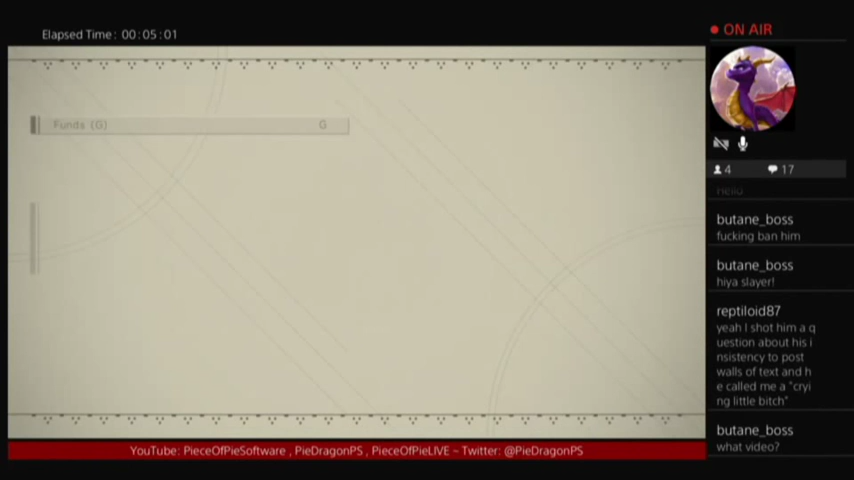 Elapsed Time: 00:05:01
ON AIR
Funds (G) G
4 17
Hello
butane_boss
fucking ban him
butane_boss
hiya slayer!
reptiloid87
yeah I shot him a q
uestion about his i
nsistency to post
walls of text and h
e called me a "cryi
ng little bitch"
butane_boss
what video?
YouTube: PieceOfPieSoftware , PieDragonPS , PieceOfPieLIVE ~ Twitter: @PieDragonPS